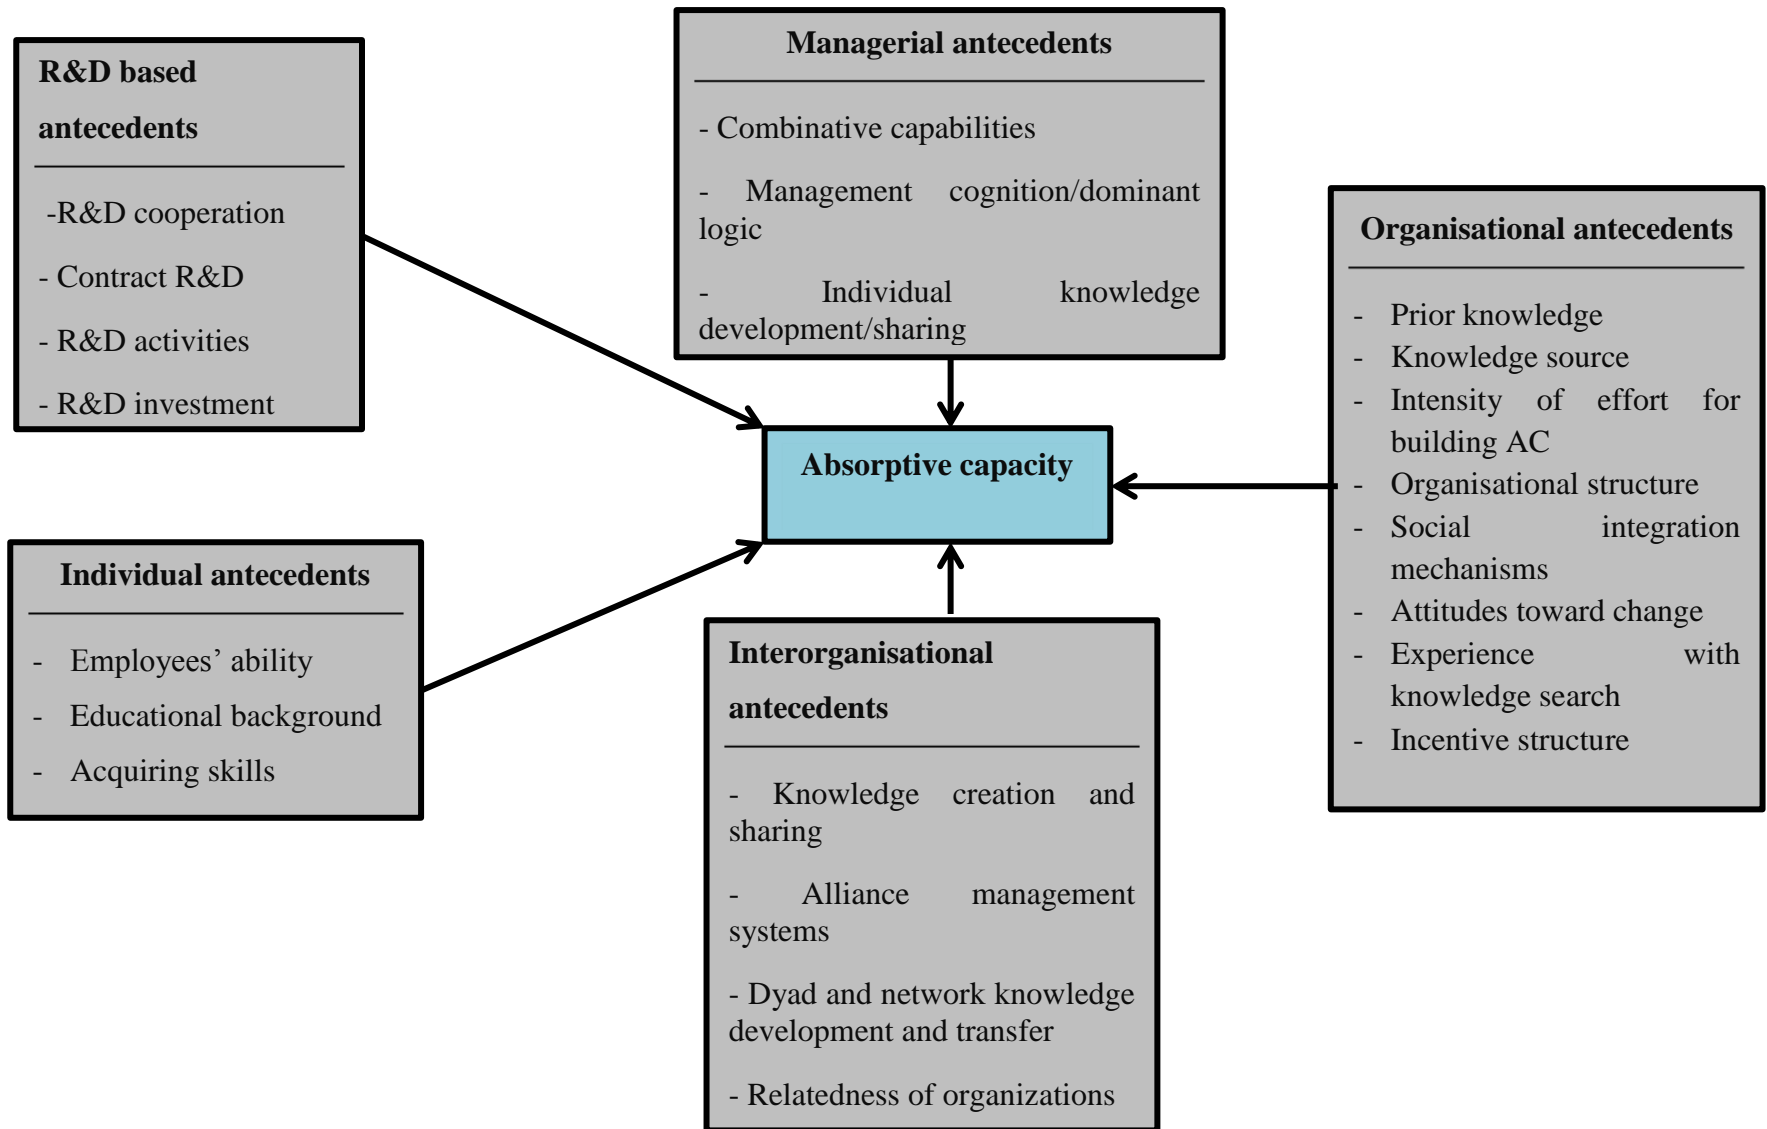 R&D based
antecedents
-R&D cooperation
- Contract R&D
- R&D activities
- R&D investment
Managerial antecedents
- Combinative capabilities
- Management cognition/dominant
logic
- Individual knowledge
development/sharing
Organisational antecedents
- Prior knowledge
- Knowledge source
- Intensity of effort for
building AC
- Organisational structure
- Social integration
mechanisms
- Attitudes toward change
- Experience with
knowledge search
- Incentive structure
Absorptive capacity
Individual antecedents
- Employees’ ability
- Educational background
- Acquiring skills
Interorganisational
antecedents
- Knowledge creation and
sharing
- Alliance management
systems
- Dyad and network knowledge
development and transfer
- Relatedness of organizations